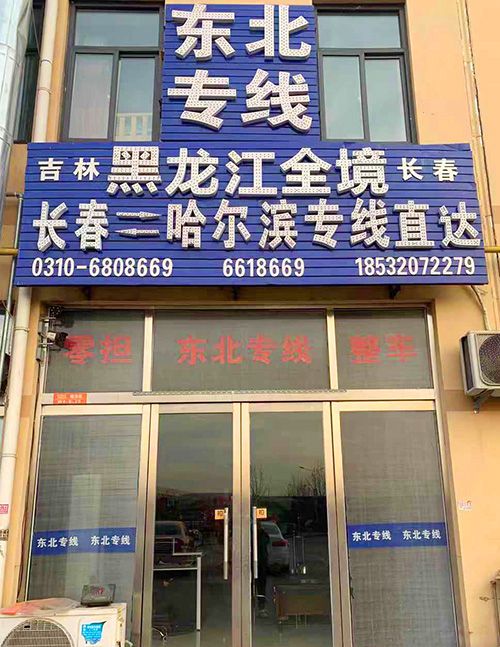 东北
专线
吉林 黑龙江全境 长春
长春 哈尔滨专线直达
0310-6808669 6618669 18532072279
零担 东北专线 整车
东北专线 东北专线 东北专线 东北专线